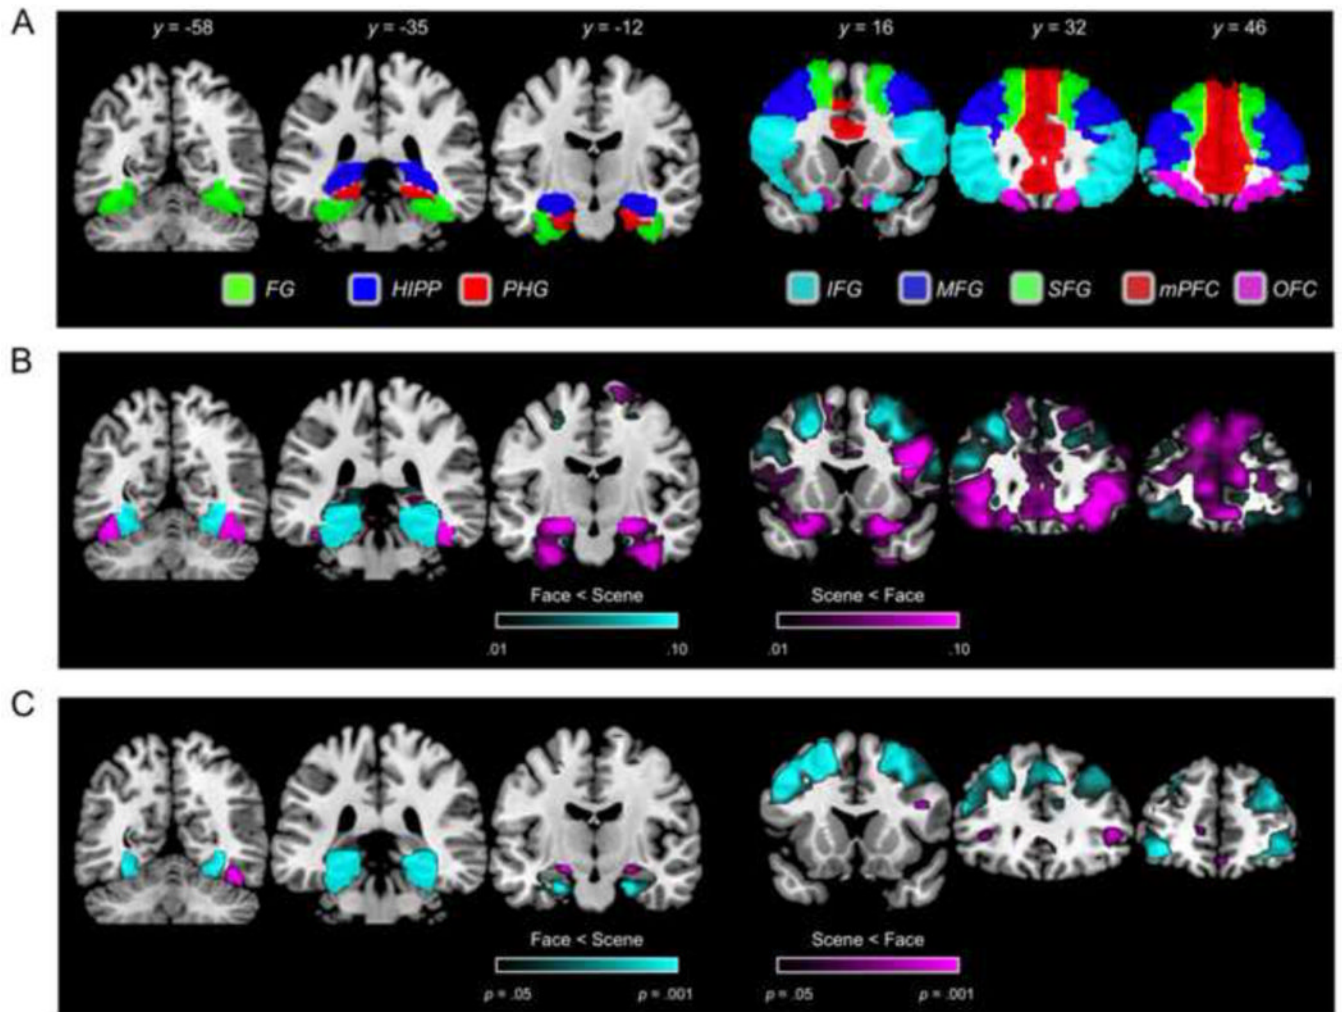 A
y = -58 y = -35 y = -12 y = 16 y = 32 y = 46
FG HIPP PHG IFG MFG SFG mPFC OFC
B
Face < Scene Scene < Face
.01 .10 .01 .10
C
Face < Scene Scene < Face
p = .05 p = .001 p = .05 p = .001